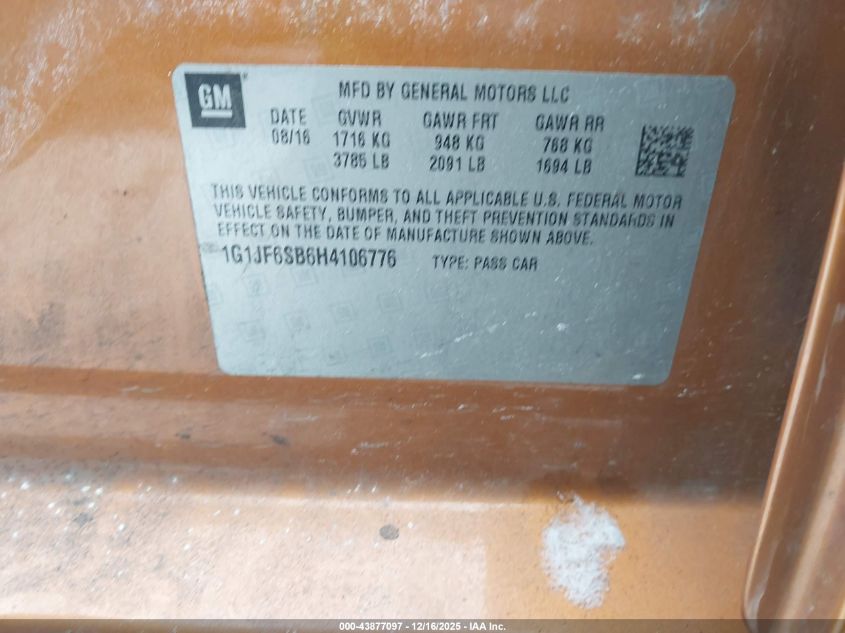 GM
MFD BY GENERAL MOTORS LLC
DATE GVWR GAWR FRT GAWR RR
08/16 1716 KG 948 KG 768 KG
3785 LB 2091 LB 1694 LB
THIS VEHICLE CONFORMS TO ALL APPLICABLE U.S. FEDERAL MOTOR
VEHICLE SAFETY, BUMPER, AND THEFT PREVENTION STANDARDS IN
EFFECT ON THE DATE OF MANUFACTURE SHOWN ABOVE.
1G1JF6SB6H4106776 TYPE: PASS CAR
000-43877097 - 12/16/2025 - IAA Inc.